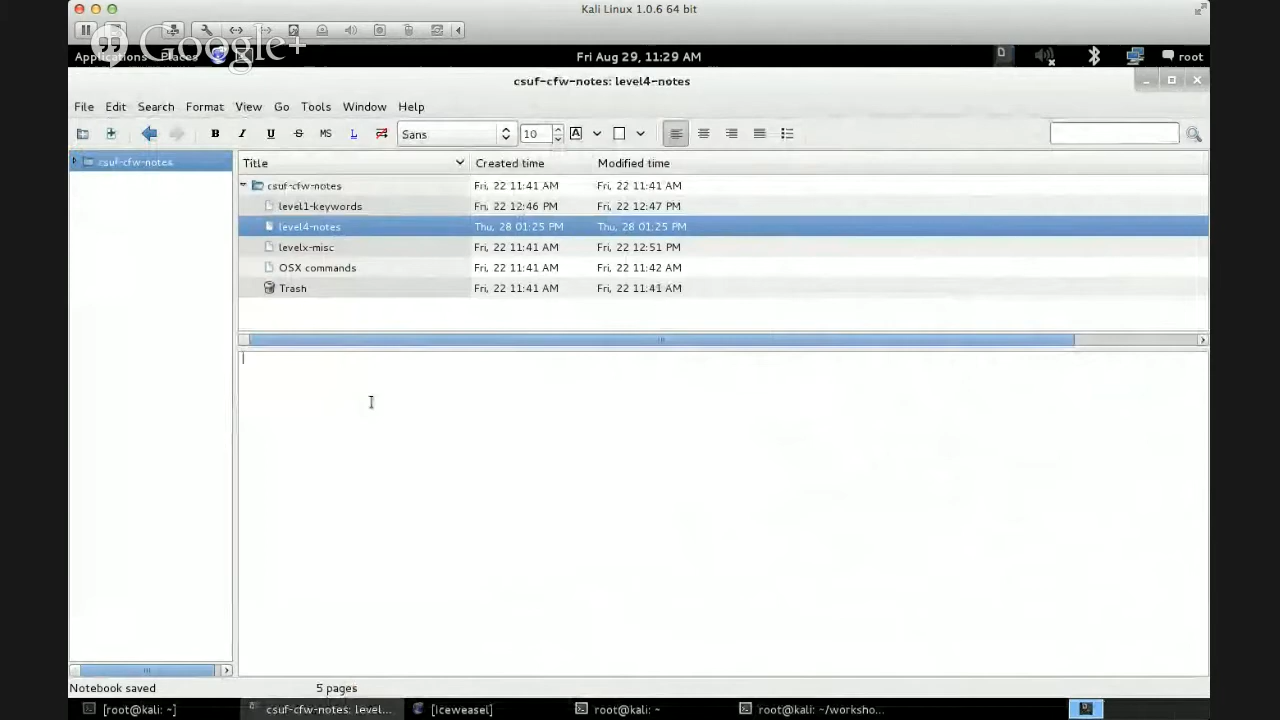 Kali Linux 1.0.6 64 bit
Google+
Applications Places Fri Aug 29, 11:29 AM root
csuf-cfw-notes: level4-notes
File Edit Search Format View Go Tools Window Help
B I U S MS L Sans 10 A
csuf-cfw-notes
Title Created time Modified time
csuf-cfw-notes Fri, 22 11:41 AM Fri, 22 11:41 AM
level1-keywords Fri, 22 12:46 PM Fri, 22 12:47 PM
level4-notes Thu, 28 01:25 PM Thu, 28 01:25 PM
levelx-misc Fri, 22 11:41 AM Fri, 22 12:51 PM
OSX commands Fri, 22 11:41 AM Fri, 22 11:42 AM
Trash Fri, 22 11:41 AM Fri, 22 11:41 AM
Notebook saved 5 pages
[root@kali: ~] csuf-cfw-notes: level... [Iceweasel] root@kali: ~ root@kali: ~/worksho...